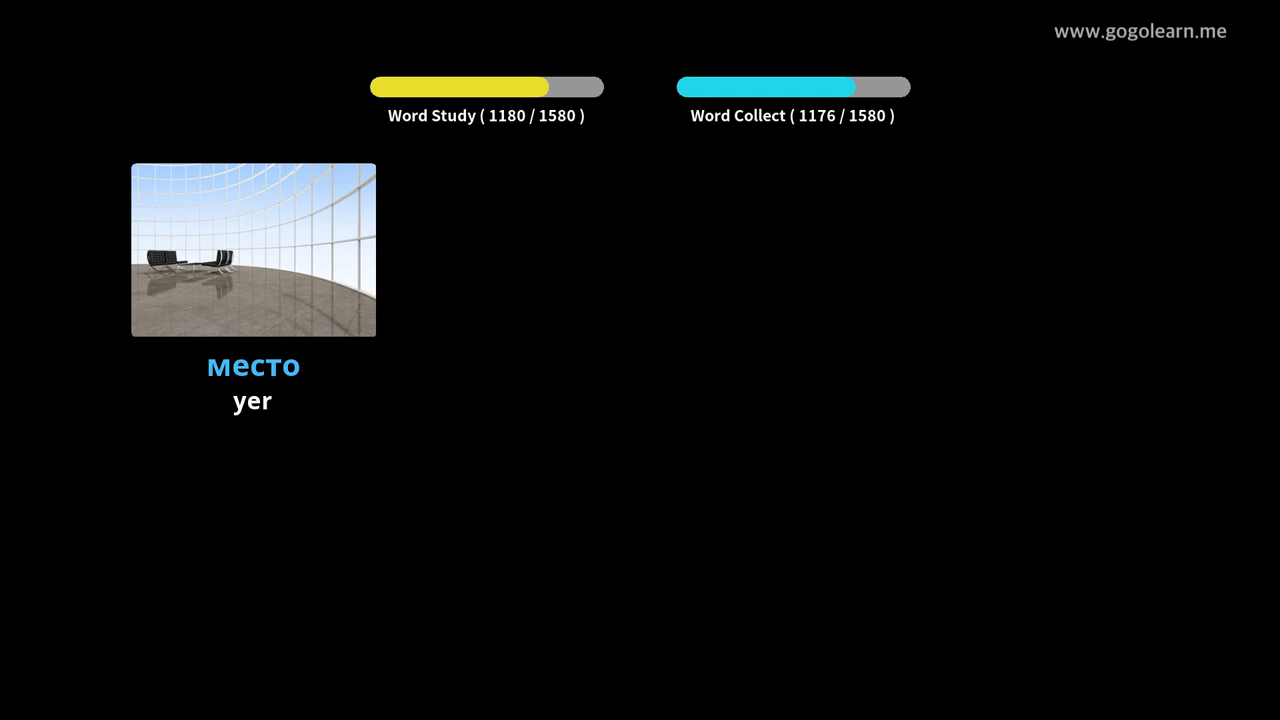 www.gogolearn.me
Word Study ( 1180 / 1580 )
Word Collect ( 1176 / 1580 )
место
yer